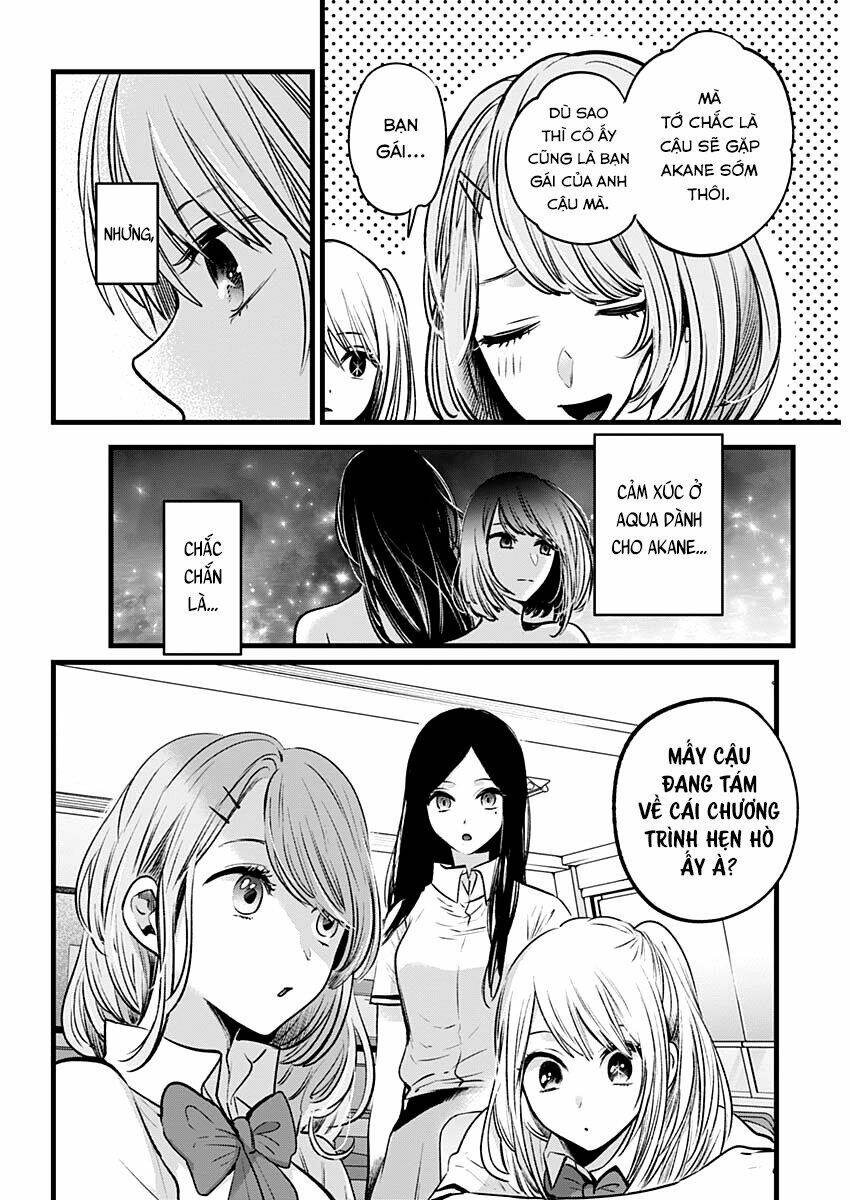 MÀ
TỚ CHẮC LÀ
CẬU SẼ GẶP
AKANE SỚM
THÔI.
DÙ SAO
THÌ CÔ ẤY
CŨNG LÀ BẠN
GÁI CỦA ANH
CẬU MÀ.
BẠN
GÁI...
NHƯNG,
CẢM XÚC Ở
AQUA DÀNH
CHO AKANE...
CHẮC
CHẮN
LÀ...
MẤY CẬU
ĐANG TÁM
VỀ CÁI CHƯƠNG
TRÌNH HẸN HÒ
ẤY À?